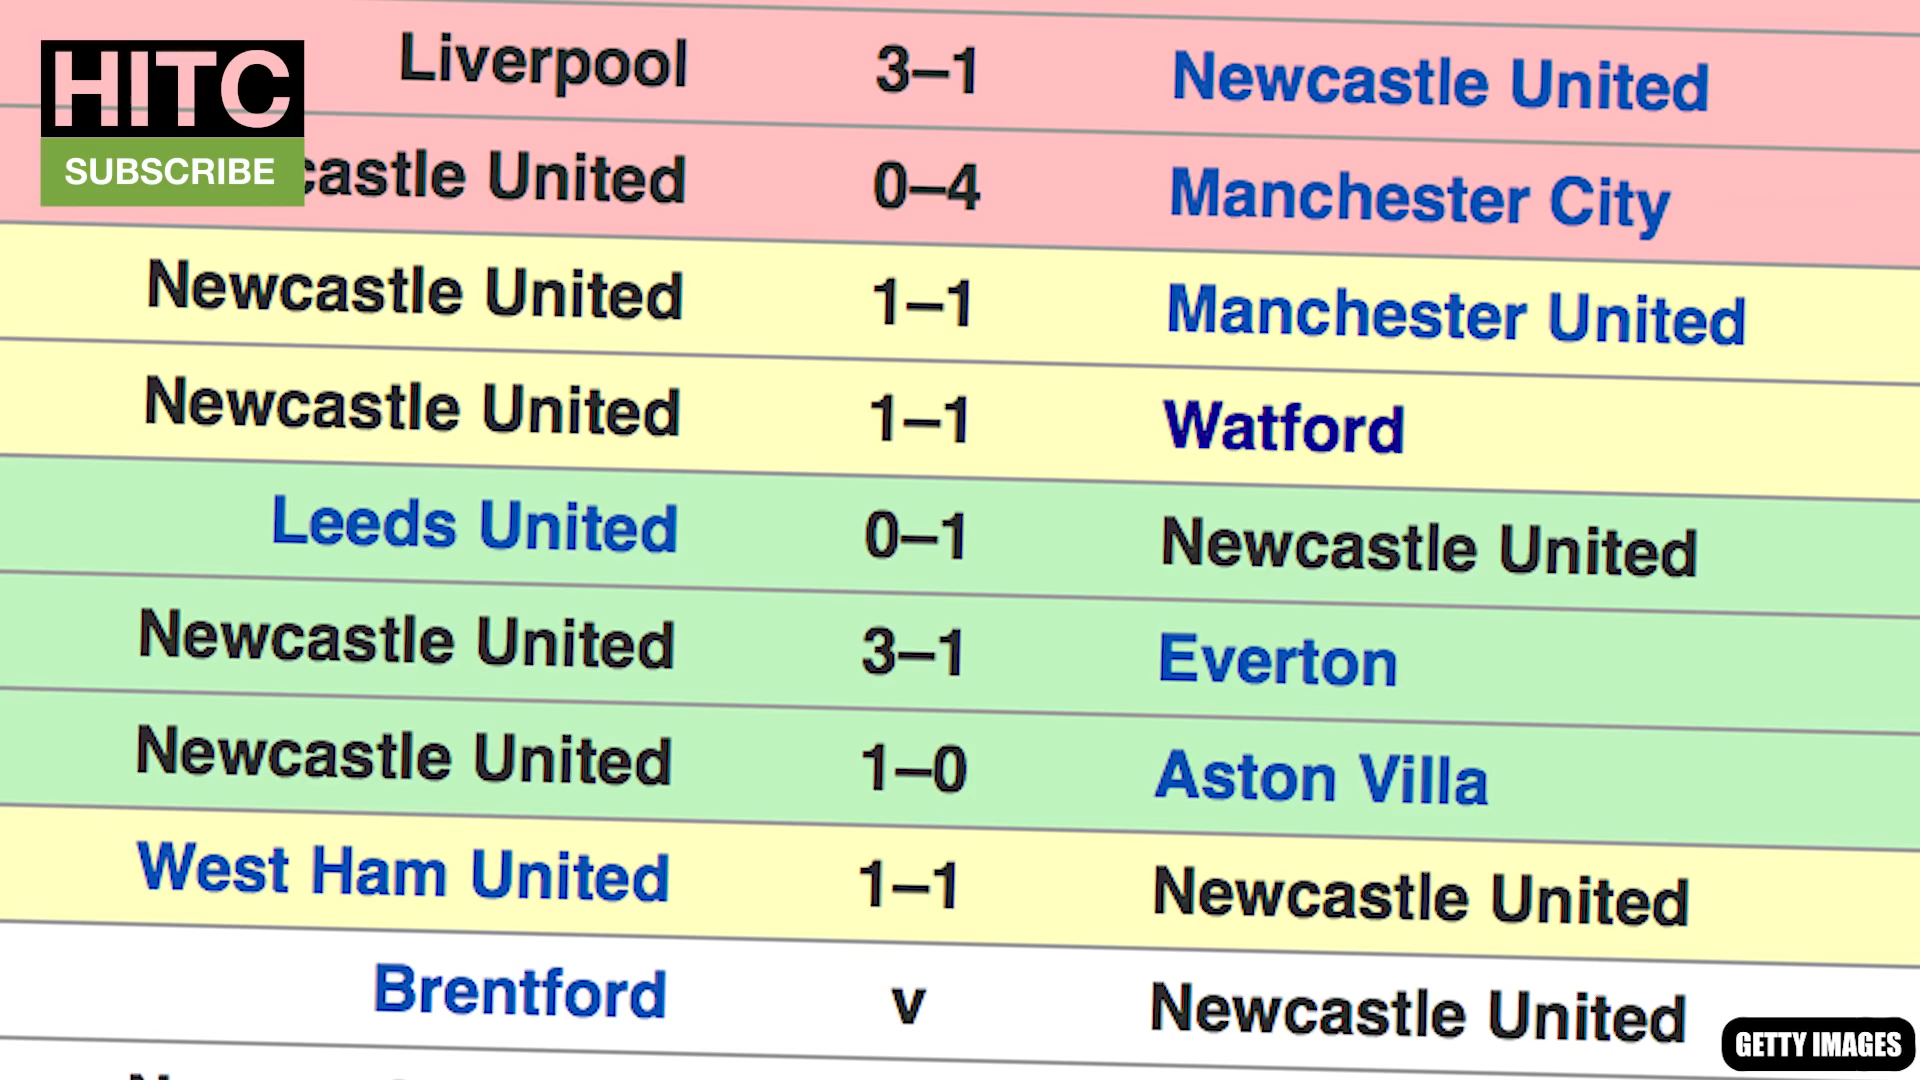 HITC
SUBSCRIBE
Liverpool 3–1 Newcastle United
castle United 0–4 Manchester City
Newcastle United 1–1 Manchester United
Newcastle United 1–1 Watford
Leeds United 0–1 Newcastle United
Newcastle United 3–1 Everton
Newcastle United 1–0 Aston Villa
West Ham United 1–1 Newcastle United
Brentford v Newcastle United
GETTY IMAGES